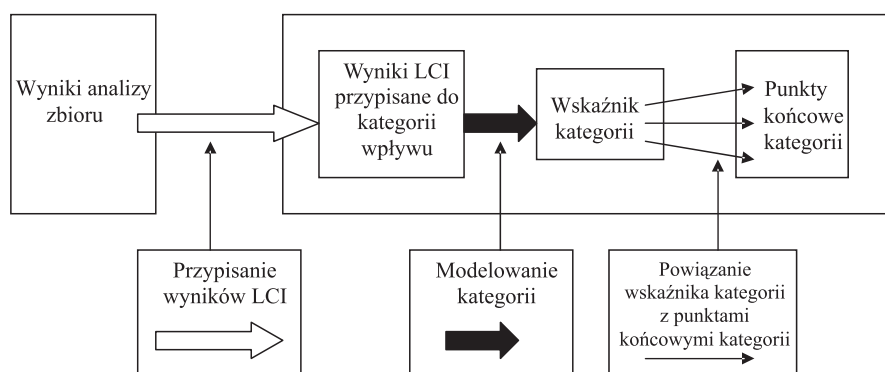 Wyniki analizy
zbioru
Wyniki LCI
przypisane do
kategorii
wpływu
Wskaźnik
kategorii
Punkty
końcowe
kategorii
Przypisanie
wyników LCI
Modelowanie
kategorii
Powiązanie
wskaźnika kategorii
z punktami
końcowymi kategorii